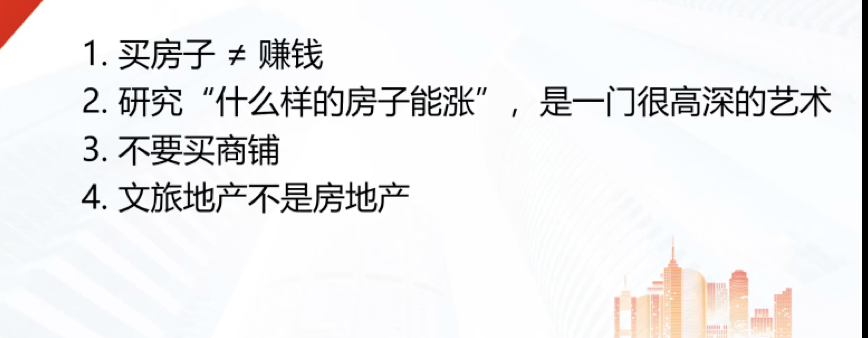 1. 买房子 ≠ 赚钱
2. 研究“什么样的房子能涨”，是一门很高深的艺术
3. 不要买商铺
4. 文旅地产不是房地产